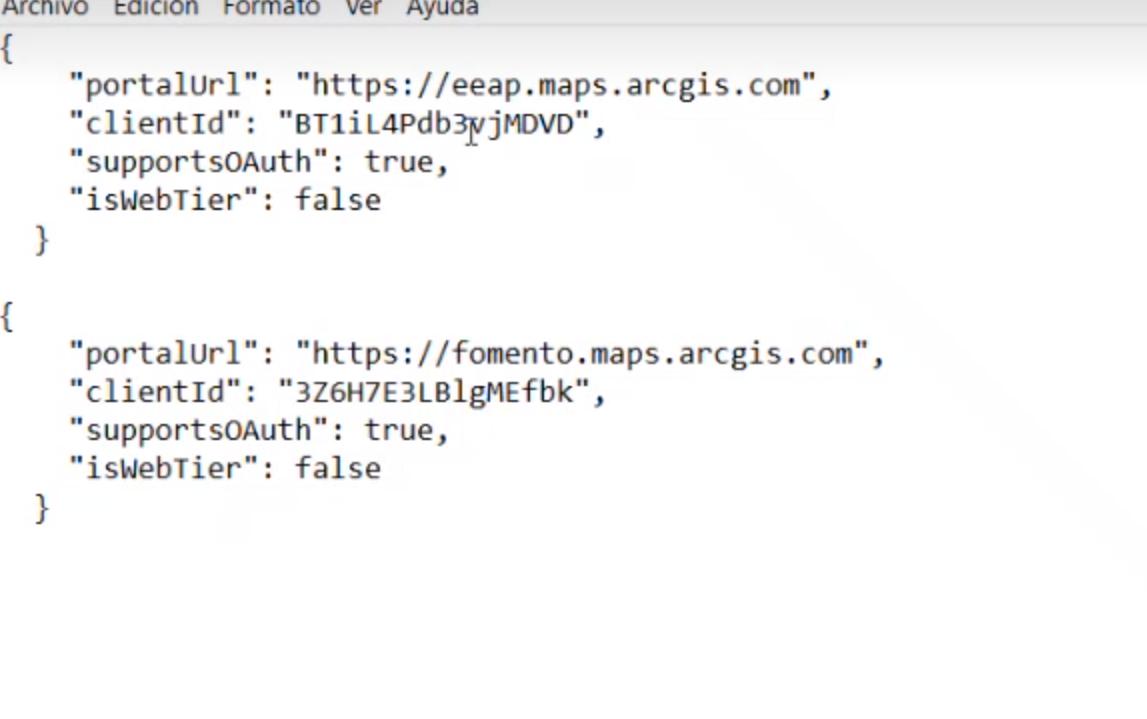 Archivo Edición Formato Ver Ayuda
{
"portalUrl": "https://eeap.maps.arcgis.com",
"clientId": "BT1iL4Pdb3vjMDVD",
"supportsOAuth": true,
"isWebTier": false
}
{
"portalUrl": "https://fomento.maps.arcgis.com",
"clientId": "3Z6H7E3LBlgMEfbk",
"supportsOAuth": true,
"isWebTier": false
}